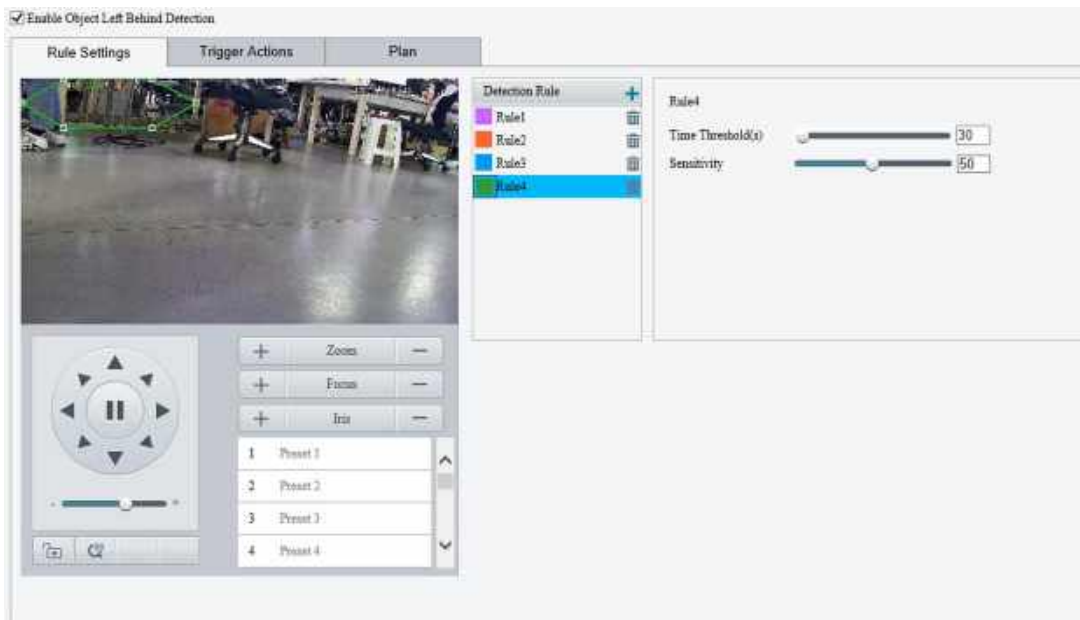 Enable Object Left Behind Detection
Rule Settings Trigger Actions Plan
Detection Rule +
Rule1
Rule2
Rule3
Rule4
Rule4
Time Threshold(s) 30
Sensitivity 50
+ Zoom −
+ Focus −
+ Iris −
1 Preset 1
2 Preset 2
3 Preset 3
4 Preset 4
- +